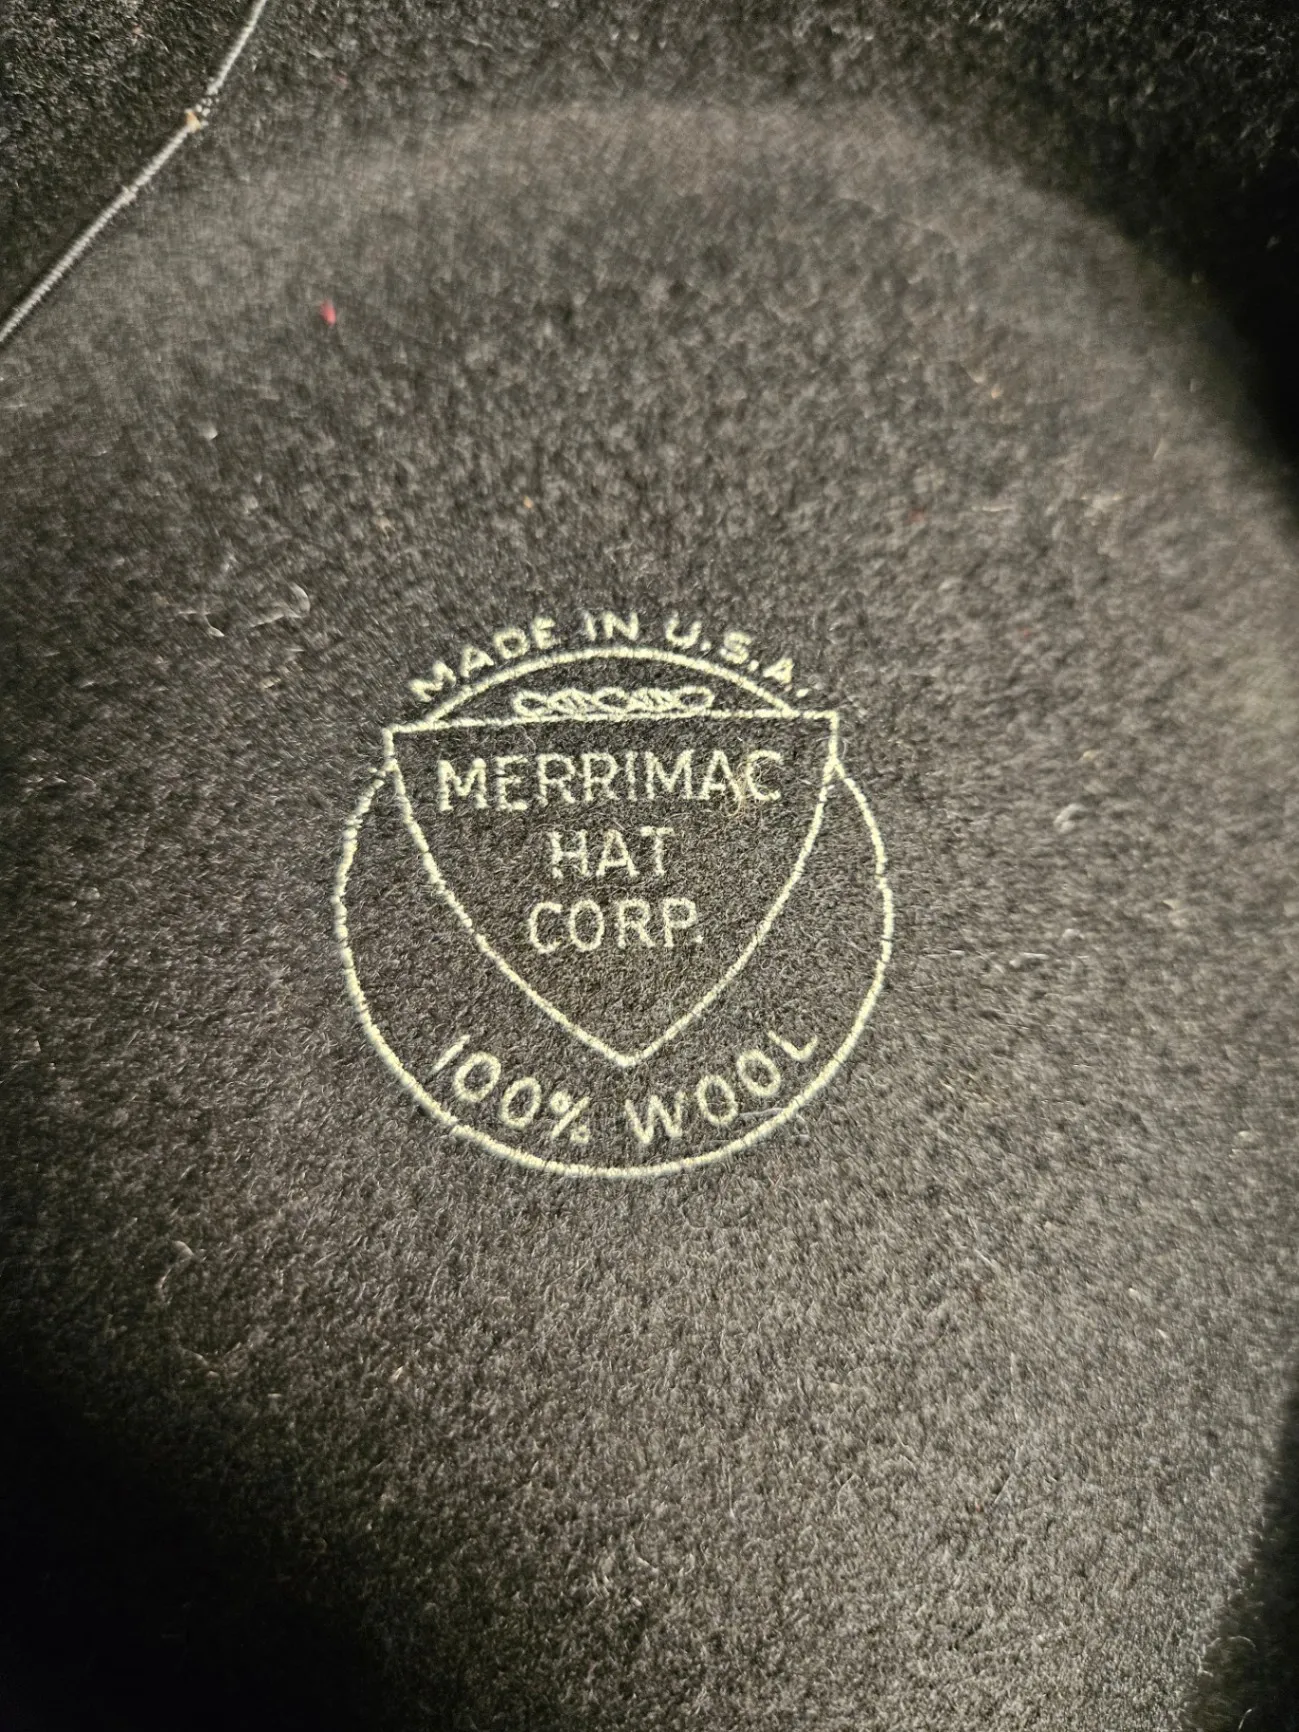 MADE IN U.S.A.
MERRIMAC
HAT
CORP.
100% WOOL